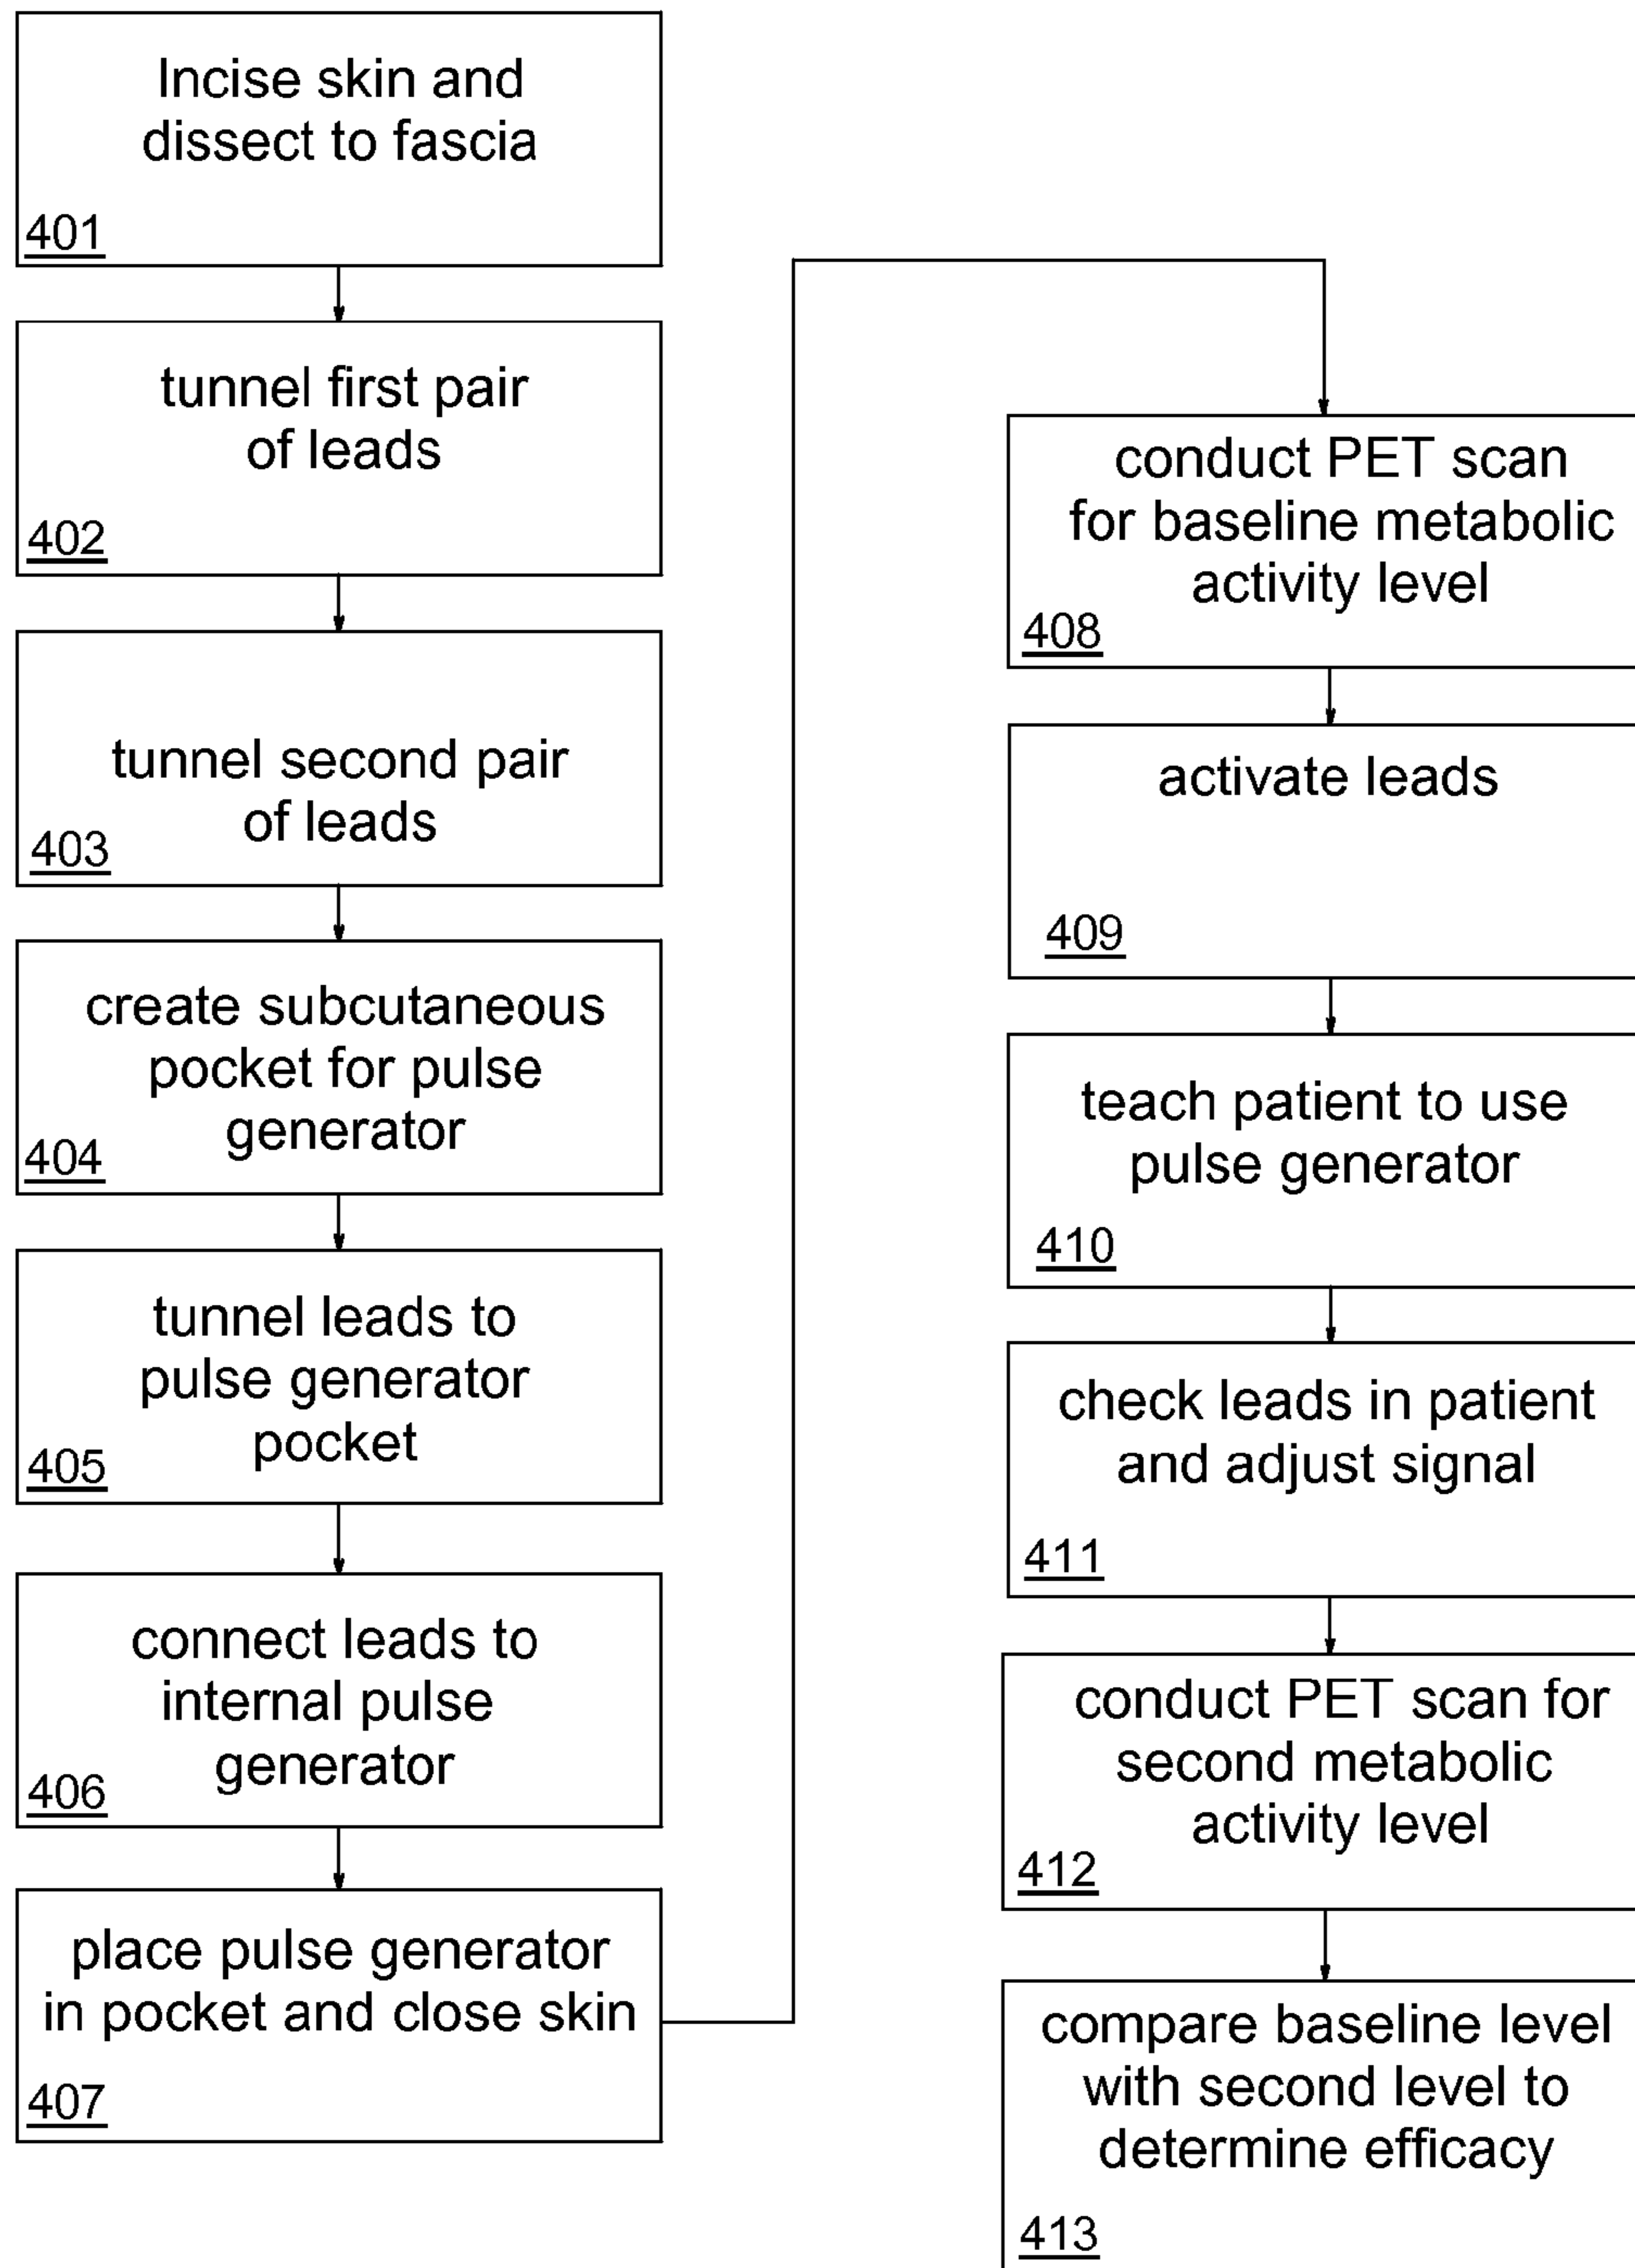 Incise skin and
dissect to fascia
401
tunnel first pair
of leads
402
tunnel second pair
of leads
403
create subcutaneous
pocket for pulse
generator
404
tunnel leads to
pulse generator
pocket
405
connect leads to
internal pulse
generator
406
place pulse generator
in pocket and close skin
407
conduct PET scan
for baseline metabolic
activity level
408
activate leads
409
teach patient to use
pulse generator
410
check leads in patient
and adjust signal
411
conduct PET scan for
second metabolic
activity level
412
compare baseline level
with second level to
determine efficacy
413